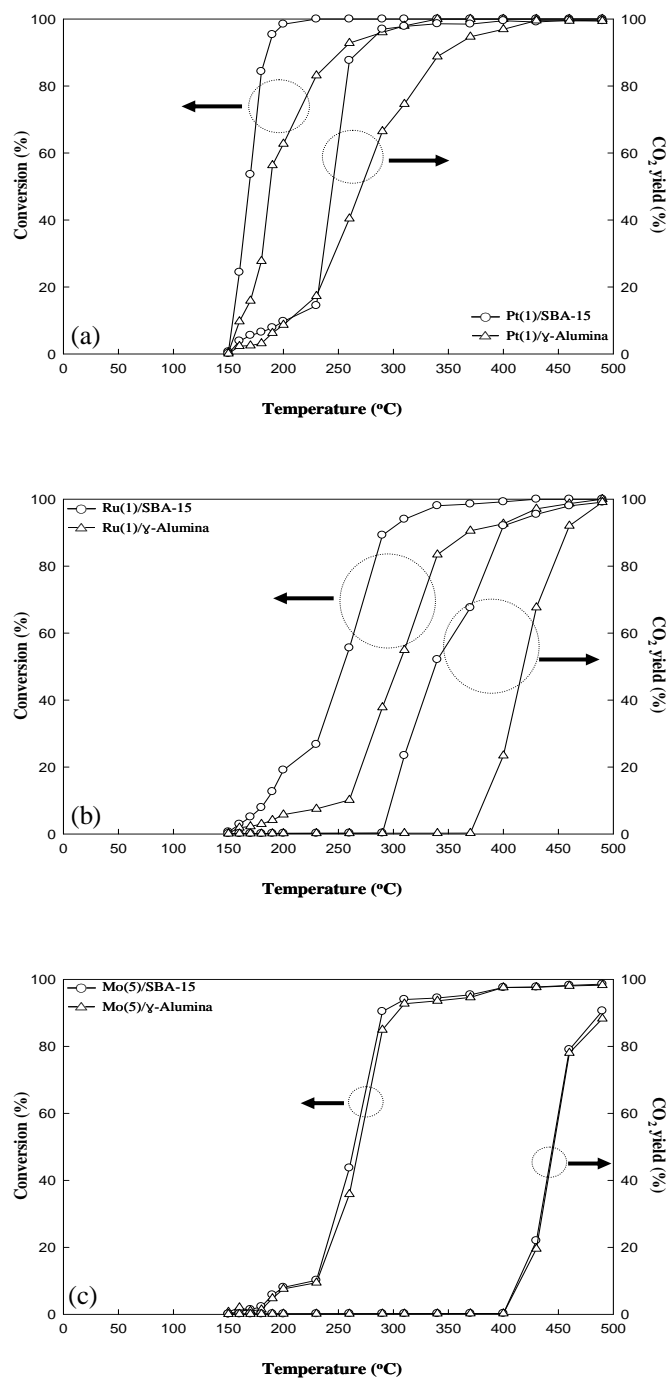 100
80
60
40
20
0
Conversion (%)
100
80
60
40
20
0
CO2 yield (%)
(a)
Pt(1)/SBA-15
Pt(1)/ɣ-Alumina
0 50 100 150 200 250 300 350 400 450 500
Temperature (°C)
100
80
60
40
20
0
Conversion (%)
Ru(1)/SBA-15
Ru(1)/ɣ-Alumina
100
80
60
40
20
0
CO2 yield (%)
(b)
0 50 100 150 200 250 300 350 400 450 500
Temperature (°C)
100
80
60
40
20
0
Conversion (%)
Mo(5)/SBA-15
Mo(5)/ɣ-Alumina
100
80
60
40
20
0
CO2 yield (%)
(c)
0 50 100 150 200 250 300 350 400 450 500
Temperature (°C)